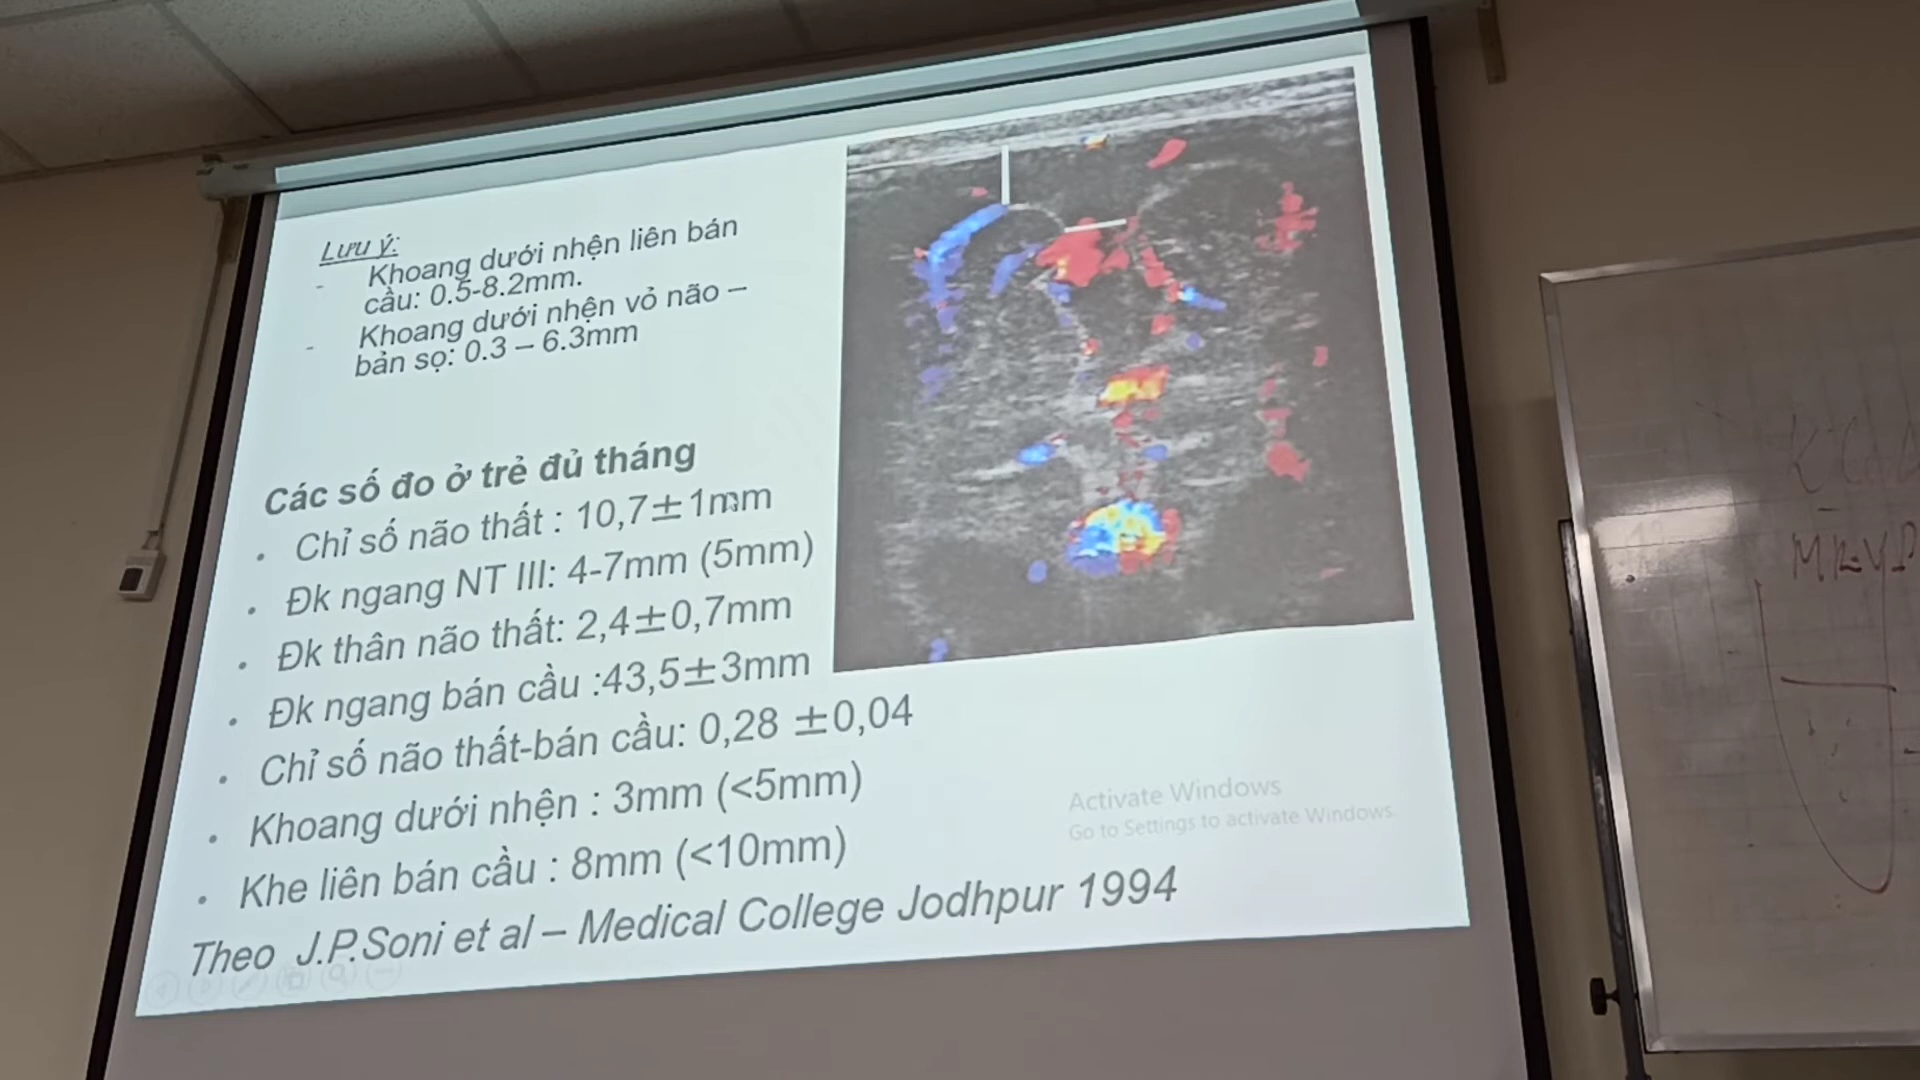 Lưu ý:
- Khoang dưới nhện liên bán
cầu: 0.5-8.2mm.
- Khoang dưới nhện vỏ não –
bản sọ: 0.3 – 6.3mm
Các số đo ở trẻ đủ tháng
• Chỉ số não thất : 10,7±1mm
• Đk ngang NT III: 4-7mm (5mm)
• Đk thân não thất: 2,4±0,7mm
• Đk ngang bán cầu :43,5±3mm
• Chỉ số não thất-bán cầu: 0,28 ±0,04
• Khoang dưới nhện : 3mm (<5mm)
• Khe liên bán cầu : 8mm (<10mm)
Theo J.P.Soni et al – Medical College Jodhpur 1994
Activate Windows
Go to Settings to activate Windows.